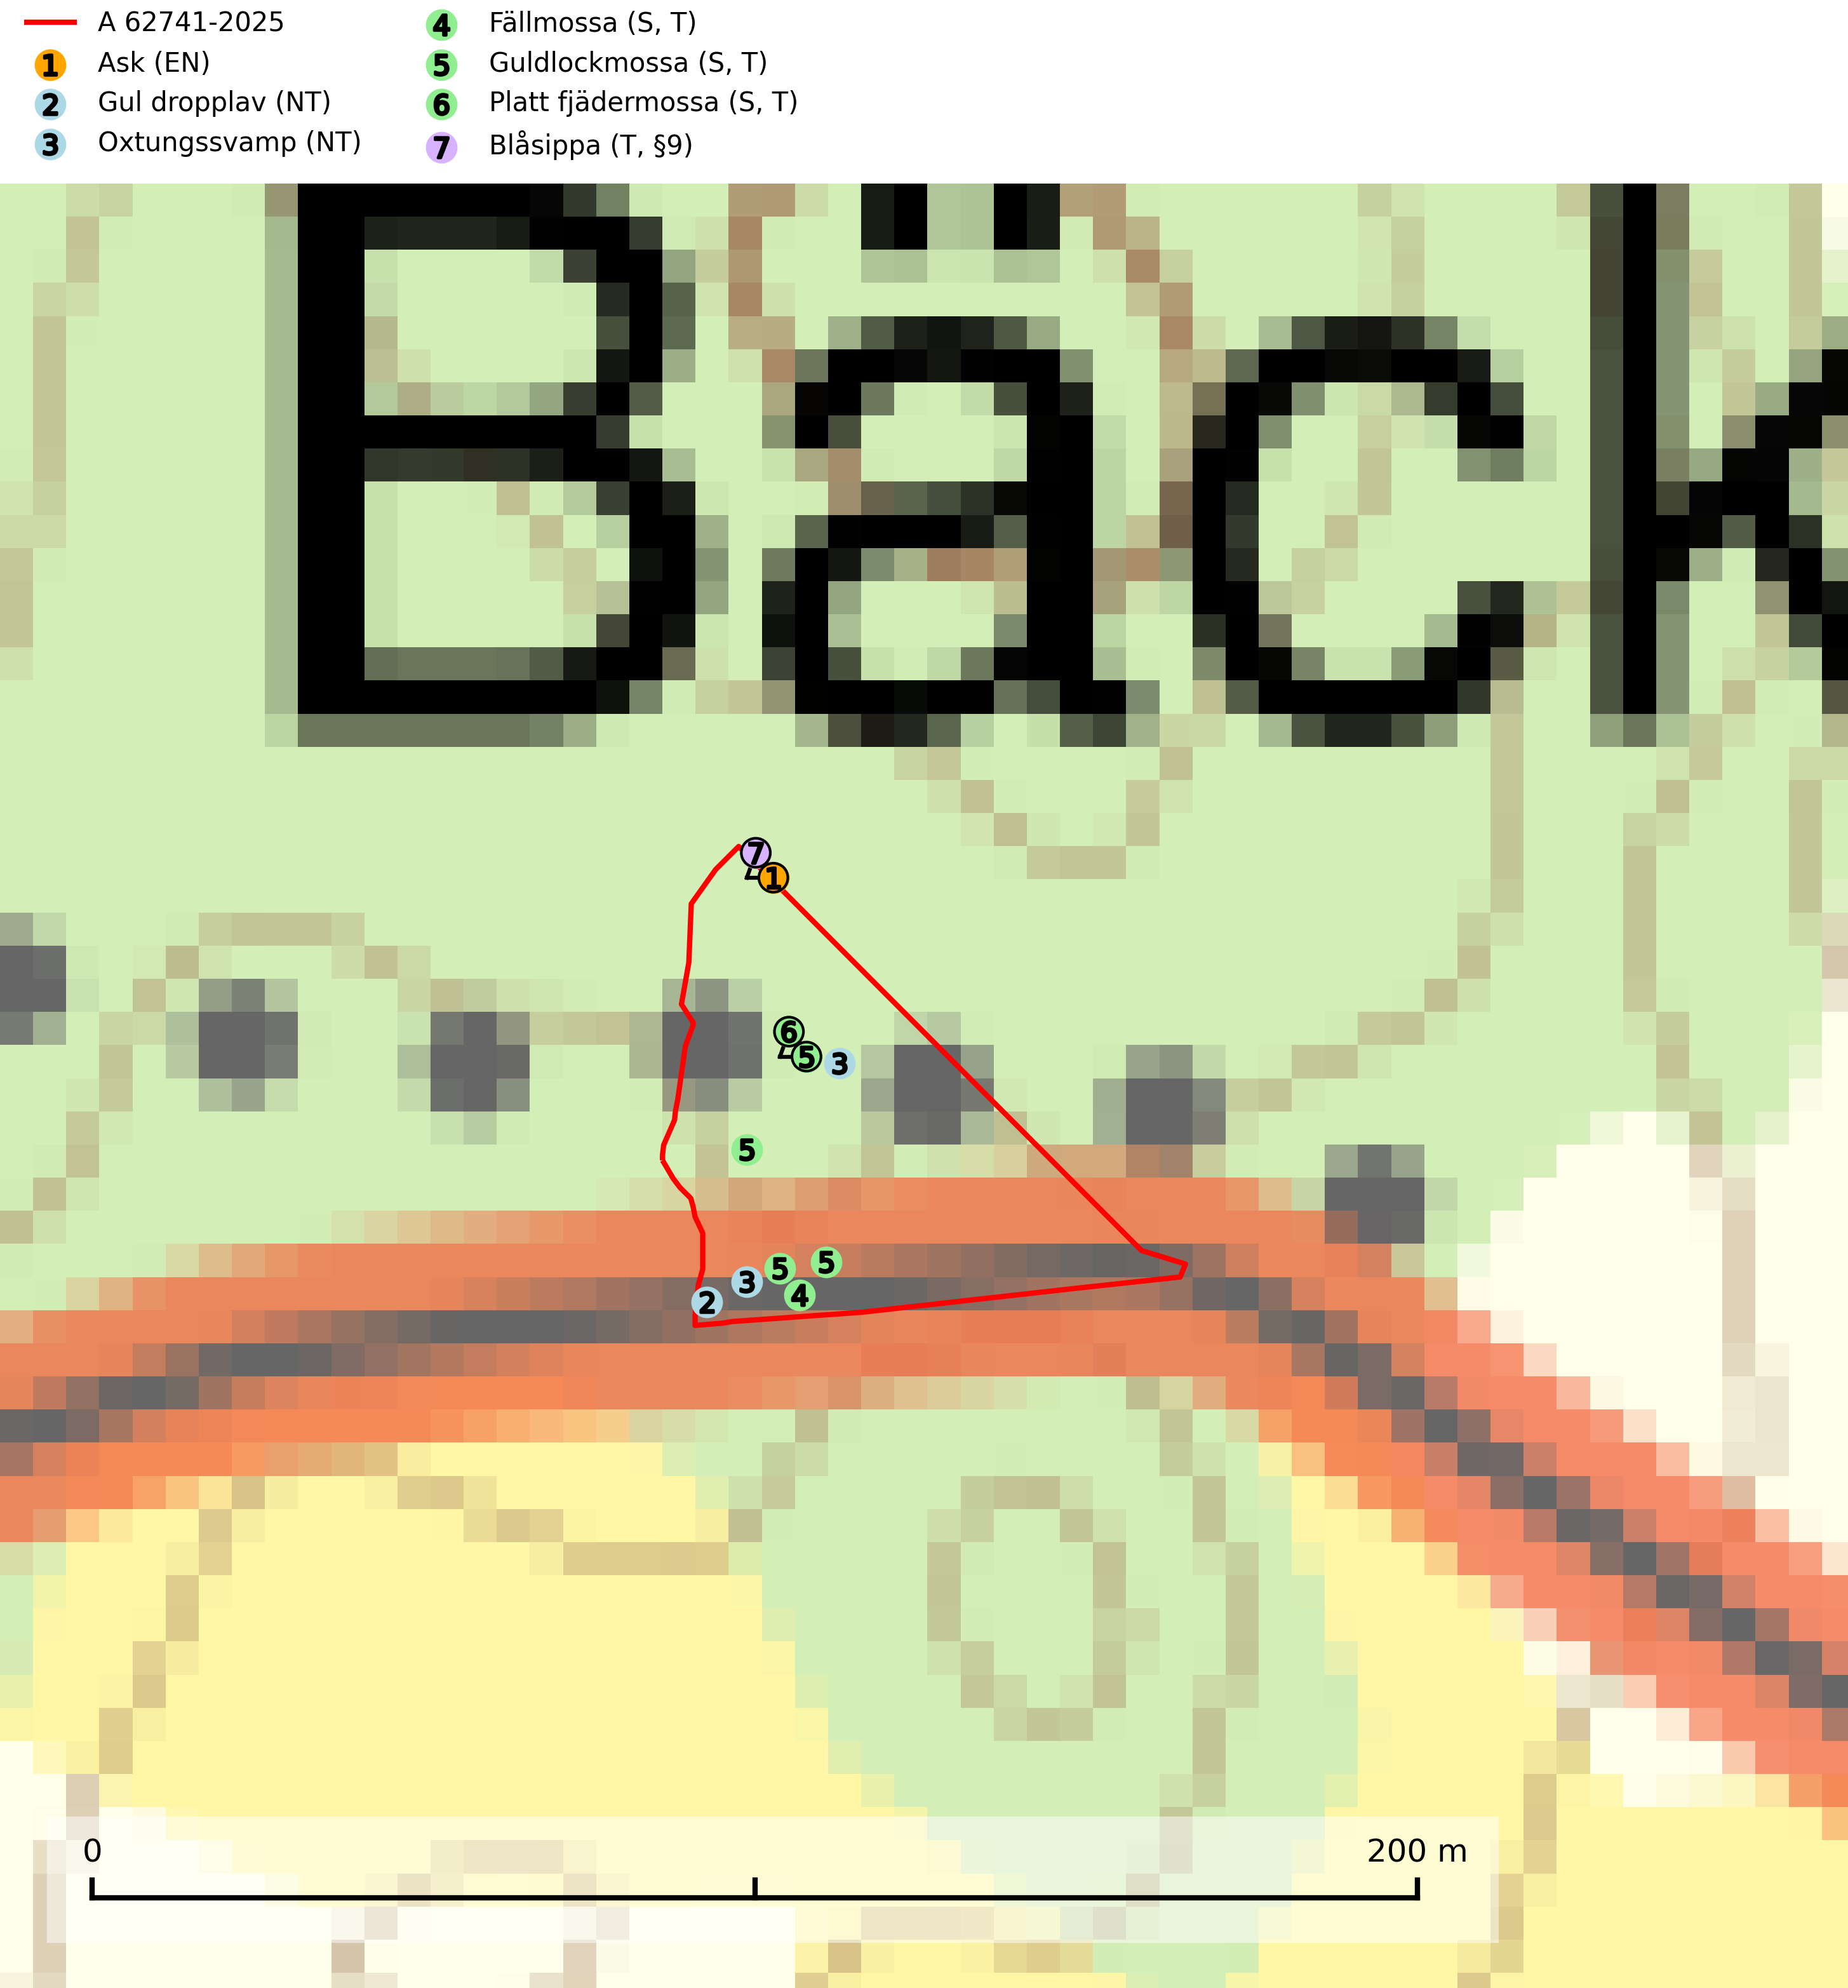 A 62741-2025
1 Ask (EN)
2 Gul dropplav (NT)
3 Oxtungssvamp (NT)
4 Fällmossa (S, T)
5 Guldlockmossa (S, T)
6 Platt fjädermossa (S, T)
7 Blåsippa (T, §9)
Bäck
7
1
6
5
3
5
5
5
3
4
2
0
200 m